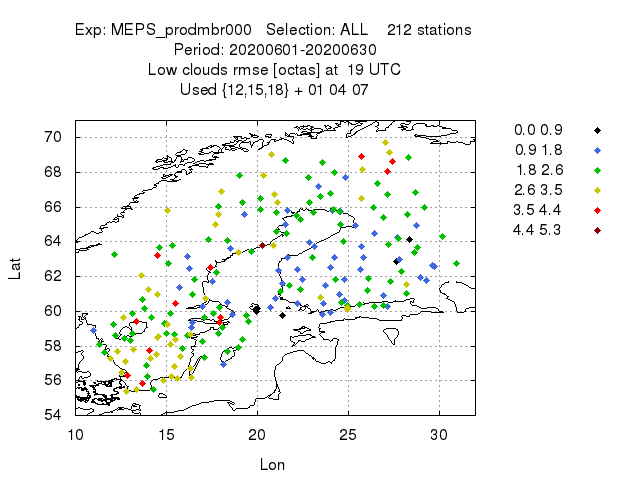 Exp: MEPS_prodmbr000 Selection: ALL 212 stations
Period: 20200601-20200630
Low clouds rmse [octas] at 19 UTC
Used {12,15,18} + 01 04 07
70
68
66
64
62
60
58
56
54
Lat
10 15 20 25 30
Lon
0.0 0.9
0.9 1.8
1.8 2.6
2.6 3.5
3.5 4.4
4.4 5.3